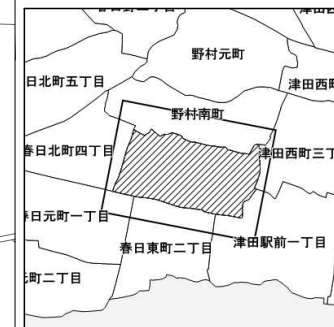 野村元町
日北町五丁目
津田西町
野村南町
春日北町四丁目
津田西町三丁
春日元町一丁目
春日東町二丁目
津田駅前一丁目
元町二丁目